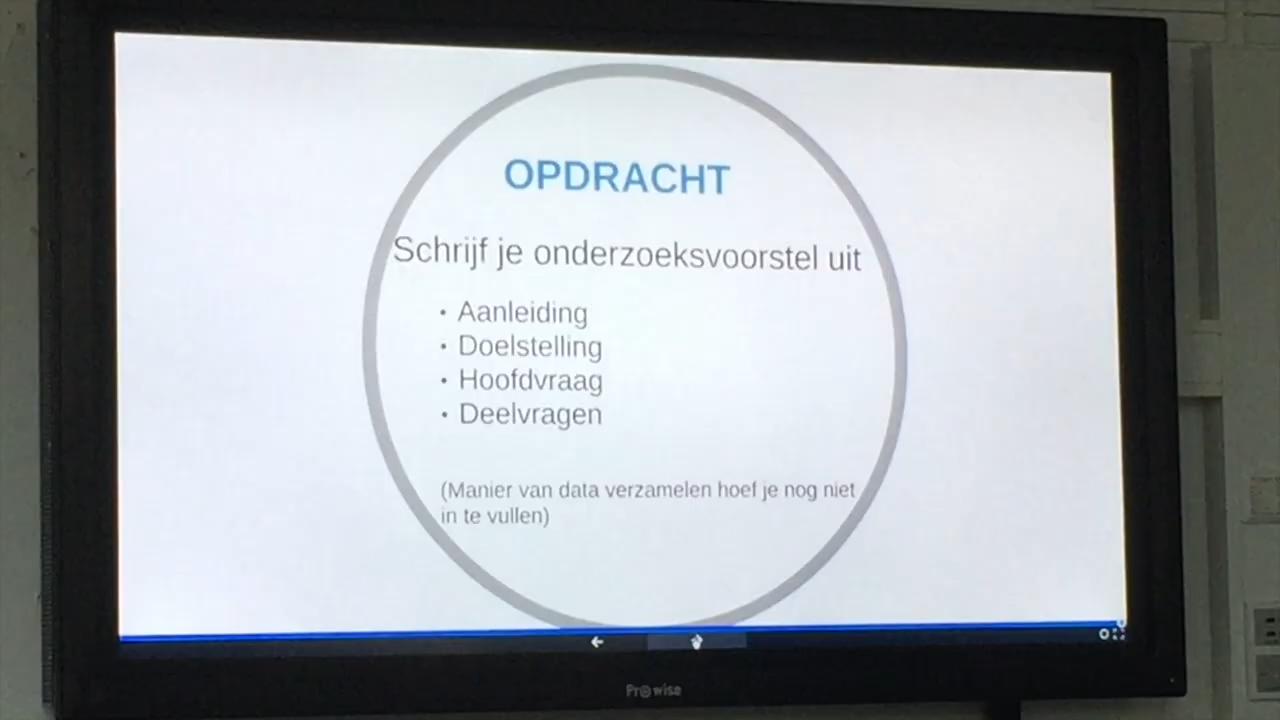 OPDRACHT
Schrijf je onderzoeksvoorstel uit
• Aanleiding
• Doelstelling
• Hoofdvraag
• Deelvragen
(Manier van data verzamelen hoef je nog niet
in te vullen)
Prowise